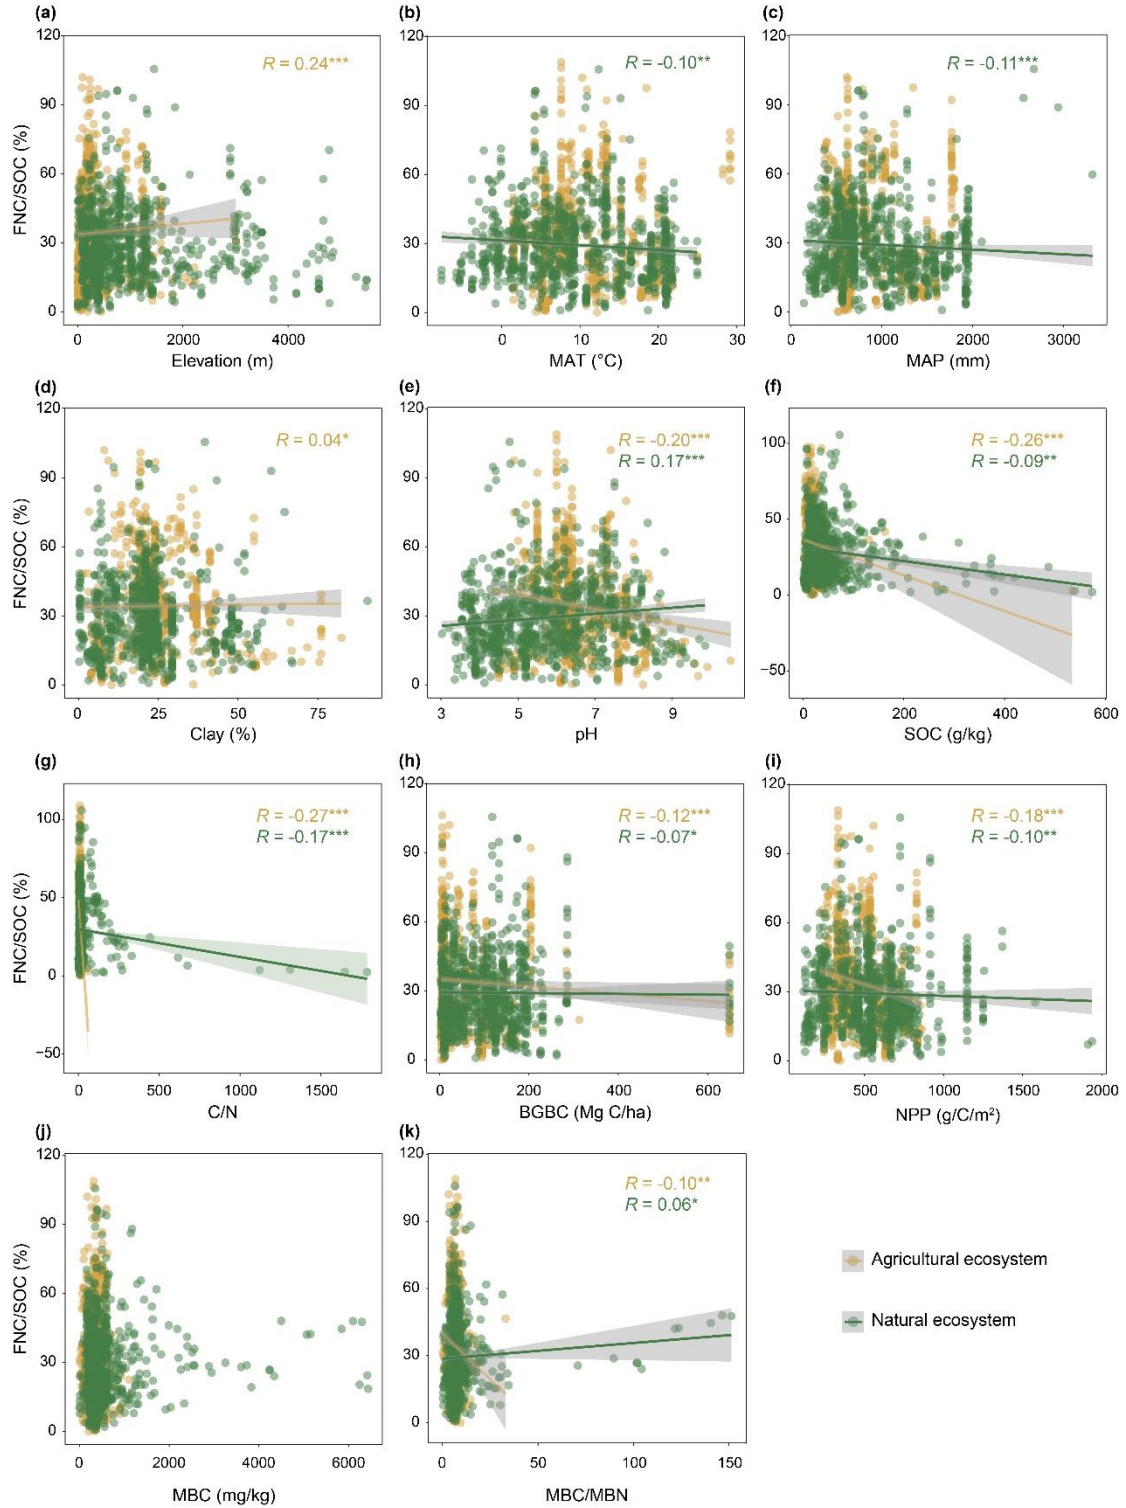 (a)
(b)
(c)
120
90
60
30
0
FNC/SOC (%)
R = 0.24***
0
2000
4000
Elevation (m)
R = -0.10**
0
10
20
30
MAT (°C)
120
90
60
30
0
R = -0.11***
0
1000
2000
3000
MAP (mm)
(d)
(e)
(f)
120
90
60
30
0
FNC/SOC (%)
R = 0.04*
0
25
50
75
Clay (%)
120
90
60
30
0
R = -0.20***
R = 0.17***
3
5
7
9
pH
100
50
0
−50
R = -0.26***
R = -0.09**
0
200
400
600
SOC (g/kg)
(g)
(h)
(i)
100
50
0
−50
FNC/SOC (%)
R = -0.27***
R = -0.17***
0
500
1000
1500
C/N
120
90
60
30
0
R = -0.12***
R = -0.07*
0
200
400
600
BGBC (Mg C/ha)
120
90
60
30
0
R = -0.18***
R = -0.10**
500
1000
1500
2000
NPP (g/C/m²)
(j)
(k)
120
90
60
30
0
FNC/SOC (%)
0
2000
4000
6000
MBC (mg/kg)
120
90
60
30
0
R = -0.10**
R = 0.06*
0
50
100
150
MBC/MBN
Agricultural ecosystem
Natural ecosystem